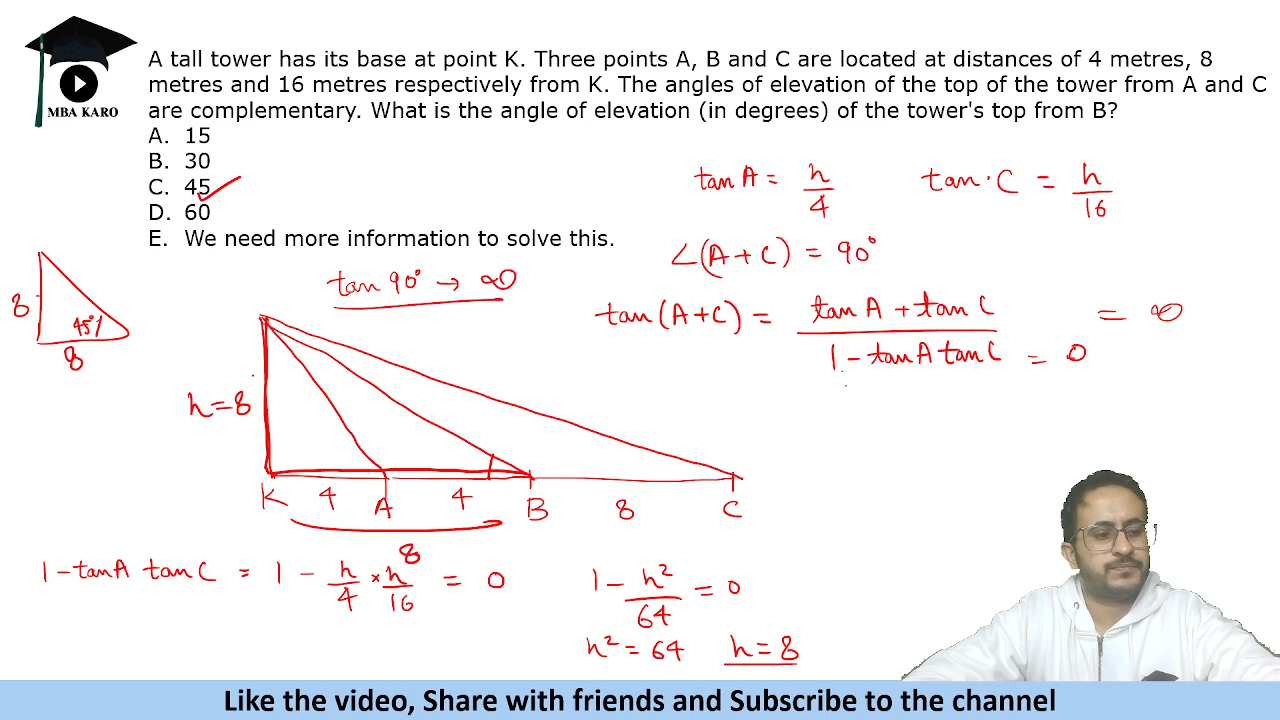 MBA KARO
A tall tower has its base at point K. Three points A, B and C are located at distances of 4 metres, 8
metres and 16 metres respectively from K. The angles of elevation of the top of the tower from A and C
are complementary. What is the angle of elevation (in degrees) of the tower's top from B?
A. 15
B. 30
C. 45
D. 60
E. We need more information to solve this.
tan A = h/4
tan · C = h/16
∠(A + C) = 90°
tan 90° → ∞
tan (A + C) = tan A + tan C / 1 - tan A tan C = ∞
= 0
8
45°
8
h = 8
K 4 A 4 B 8 C
8
1 - tan A tan C = 1 - h/4 × h/16 = 0
1 - h²/64 = 0
h² = 64 h = 8
Like the video, Share with friends and Subscribe to the channel